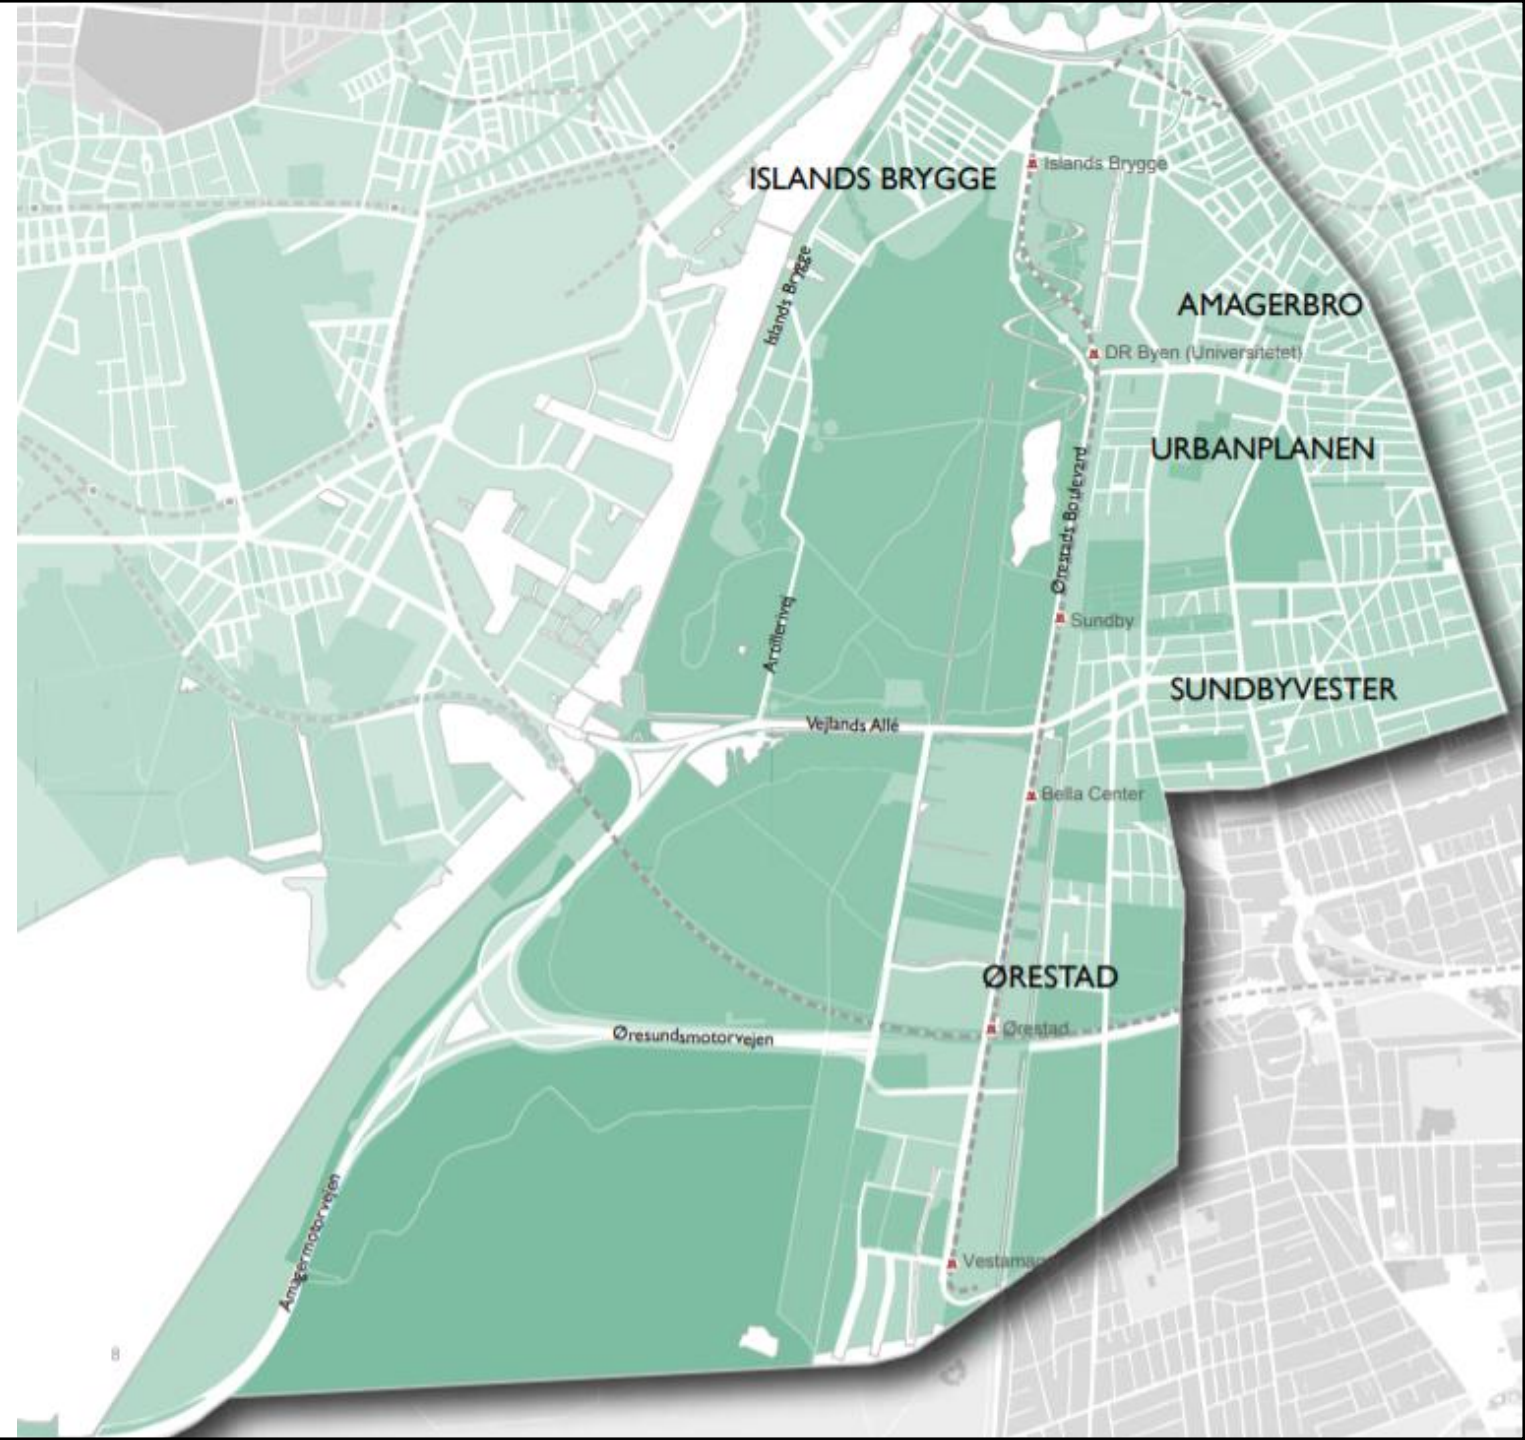 ISLANDS BRYGGE
Islands Brygge
Islands Brygge
AMAGERBRO
DR Byen (Universitetet)
URBANPLANEN
Ørestads Boulevard
Artillerivej
Sundby
SUNDBYVESTER
Vejlands Allé
Bella Center
ØRESTAD
Ørestad
Øresundsmotorvejen
Amagermotorvejen
Vestama
8